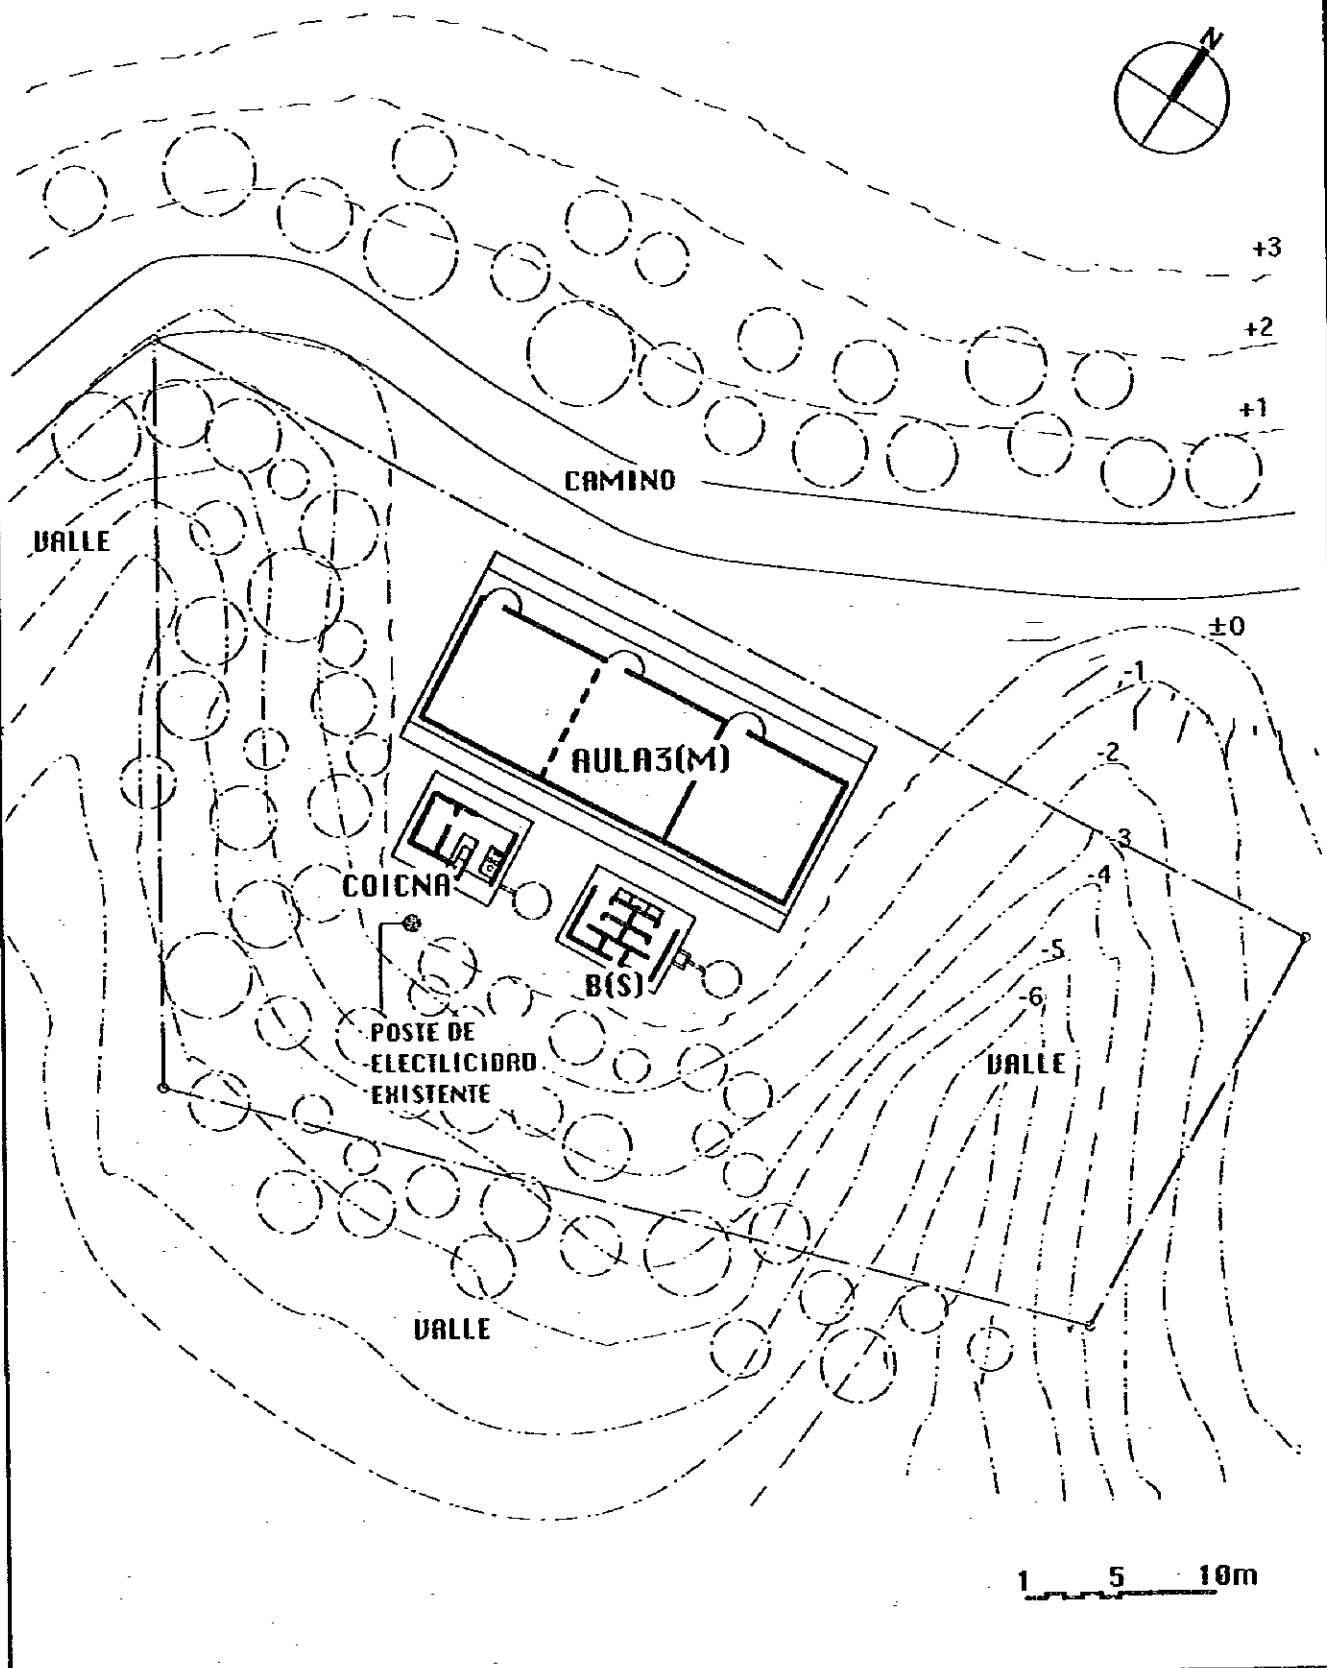 N
+3
+2
+1
CAMINO
VALLE
±0
-1
-2
AULA3(M)
3
-4
COICNA
-5
B(S)
-6
POSTE DE
ELECTLICIDAD
EXISTENTE
VALLE
VALLE
1 5 10m